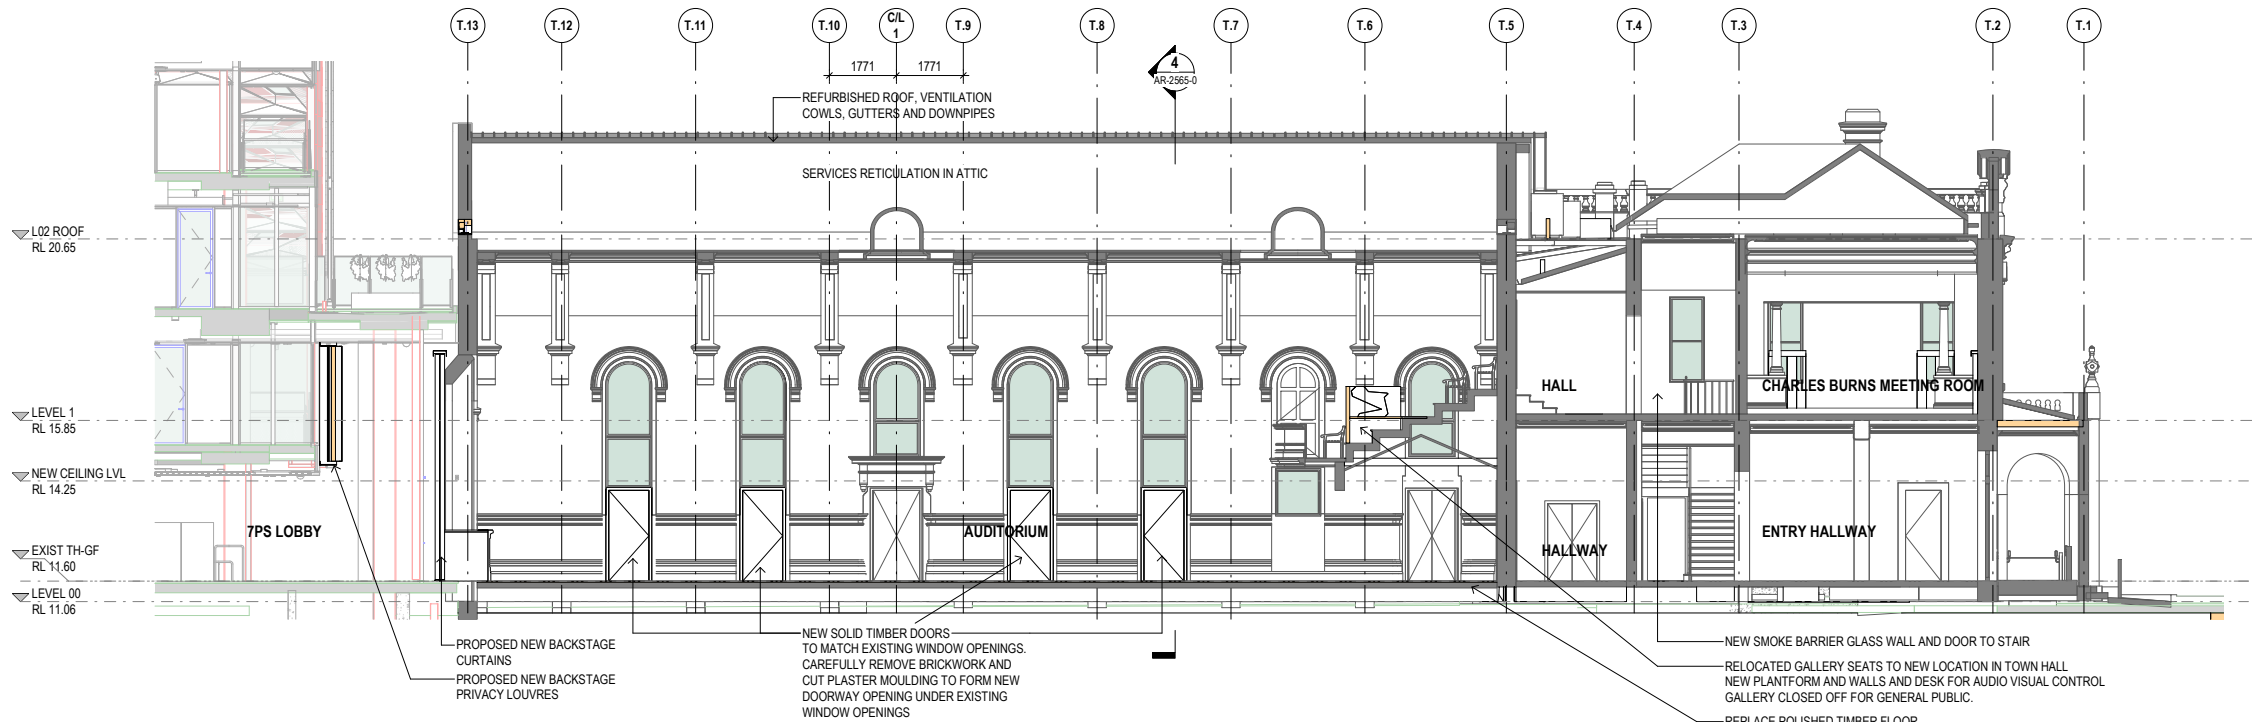 T.13
T.12
T.11
T.10
C/L
1
T.9
T.8
T.7
T.6
T.5
T.4
T.3
T.2
T.1
1771
1771
4
AR-2565-0
REFURBISHED ROOF, VENTILATION
COWLS, GUTTERS AND DOWNPIPES
SERVICES RETICULATION IN ATTIC
L02 ROOF
RL 20.65
LEVEL 1
RL 15.85
NEW CEILING LVL
RL 14.25
EXIST TH-GF
RL 11.60
LEVEL 00
RL 11.06
HALL
CHARLES BURNS MEETING ROOM
7PS LOBBY
AUDITORIUM
HALLWAY
ENTRY HALLWAY
PROPOSED NEW BACKSTAGE
CURTAINS
PROPOSED NEW BACKSTAGE
PRIVACY LOUVRES
NEW SOLID TIMBER DOORS
TO MATCH EXISTING WINDOW OPENINGS.
CAREFULLY REMOVE BRICKWORK AND
CUT PLASTER MOULDING TO FORM NEW
DOORWAY OPENING UNDER EXISTING
WINDOW OPENINGS
NEW SMOKE BARRIER GLASS WALL AND DOOR TO STAIR
RELOCATED GALLERY SEATS TO NEW LOCATION IN TOWN HALL
NEW PLANTFORM AND WALLS AND DESK FOR AUDIO VISUAL CONTROL
GALLERY CLOSED OFF FOR GENERAL PUBLIC.
REPLACE POLISHED TIMBER FLOOR